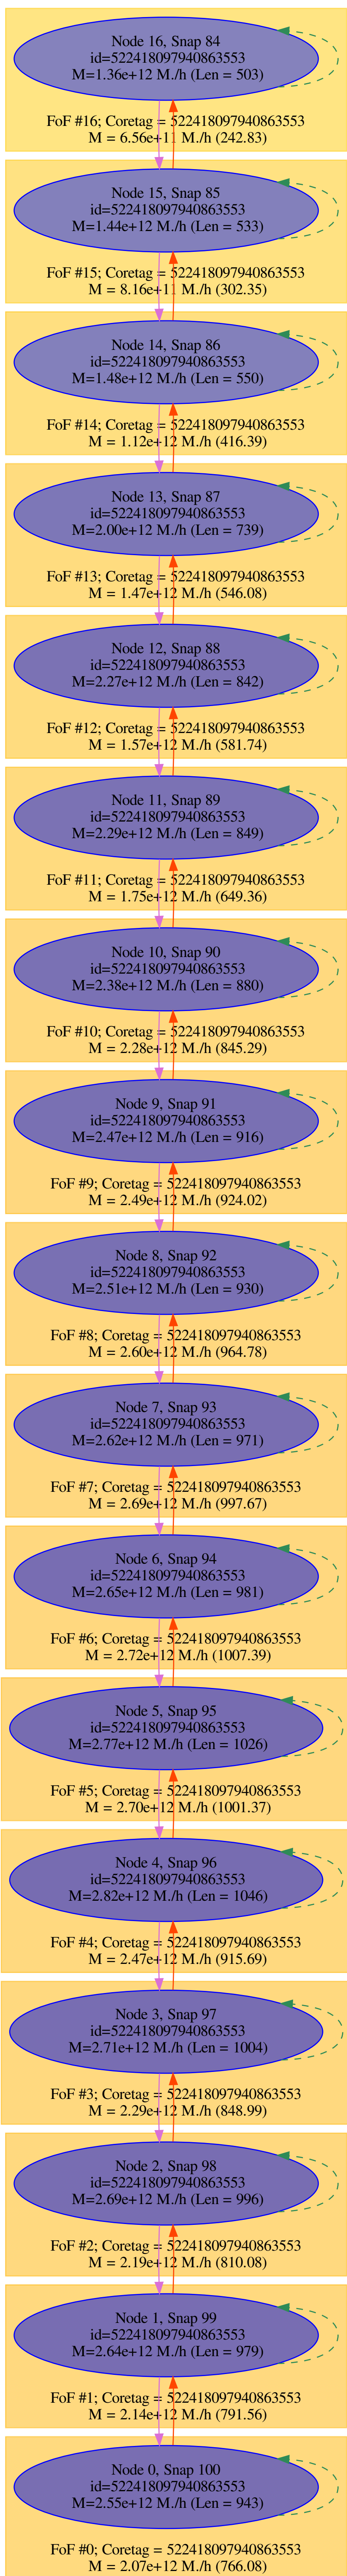 Node 16, Snap 84
id=522418097940863553
M=1.36e+12 M./h (Len = 503)
FoF #16; Coretag = 522418097940863553
M = 6.56e+11 M./h (242.83)
Node 15, Snap 85
id=522418097940863553
M=1.44e+12 M./h (Len = 533)
FoF #15; Coretag = 522418097940863553
M = 8.16e+11 M./h (302.35)
Node 14, Snap 86
id=522418097940863553
M=1.48e+12 M./h (Len = 550)
FoF #14; Coretag = 522418097940863553
M = 1.12e+12 M./h (416.39)
Node 13, Snap 87
id=522418097940863553
M=2.00e+12 M./h (Len = 739)
FoF #13; Coretag = 522418097940863553
M = 1.47e+12 M./h (546.08)
Node 12, Snap 88
id=522418097940863553
M=2.27e+12 M./h (Len = 842)
FoF #12; Coretag = 522418097940863553
M = 1.57e+12 M./h (581.74)
Node 11, Snap 89
id=522418097940863553
M=2.29e+12 M./h (Len = 849)
FoF #11; Coretag = 522418097940863553
M = 1.75e+12 M./h (649.36)
Node 10, Snap 90
id=522418097940863553
M=2.38e+12 M./h (Len = 880)
FoF #10; Coretag = 522418097940863553
M = 2.28e+12 M./h (845.29)
Node 9, Snap 91
id=522418097940863553
M=2.47e+12 M./h (Len = 916)
FoF #9; Coretag = 522418097940863553
M = 2.49e+12 M./h (924.02)
Node 8, Snap 92
id=522418097940863553
M=2.51e+12 M./h (Len = 930)
FoF #8; Coretag = 522418097940863553
M = 2.60e+12 M./h (964.78)
Node 7, Snap 93
id=522418097940863553
M=2.62e+12 M./h (Len = 971)
FoF #7; Coretag = 522418097940863553
M = 2.69e+12 M./h (997.67)
Node 6, Snap 94
id=522418097940863553
M=2.65e+12 M./h (Len = 981)
FoF #6; Coretag = 522418097940863553
M = 2.72e+12 M./h (1007.39)
Node 5, Snap 95
id=522418097940863553
M=2.77e+12 M./h (Len = 1026)
FoF #5; Coretag = 522418097940863553
M = 2.70e+12 M./h (1001.37)
Node 4, Snap 96
id=522418097940863553
M=2.82e+12 M./h (Len = 1046)
FoF #4; Coretag = 522418097940863553
M = 2.47e+12 M./h (915.69)
Node 3, Snap 97
id=522418097940863553
M=2.71e+12 M./h (Len = 1004)
FoF #3; Coretag = 522418097940863553
M = 2.29e+12 M./h (848.99)
Node 2, Snap 98
id=522418097940863553
M=2.69e+12 M./h (Len = 996)
FoF #2; Coretag = 522418097940863553
M = 2.19e+12 M./h (810.08)
Node 1, Snap 99
id=522418097940863553
M=2.64e+12 M./h (Len = 979)
FoF #1; Coretag = 522418097940863553
M = 2.14e+12 M./h (791.56)
Node 0, Snap 100
id=522418097940863553
M=2.55e+12 M./h (Len = 943)
FoF #0; Coretag = 522418097940863553
M = 2.07e+12 M./h (766.08)